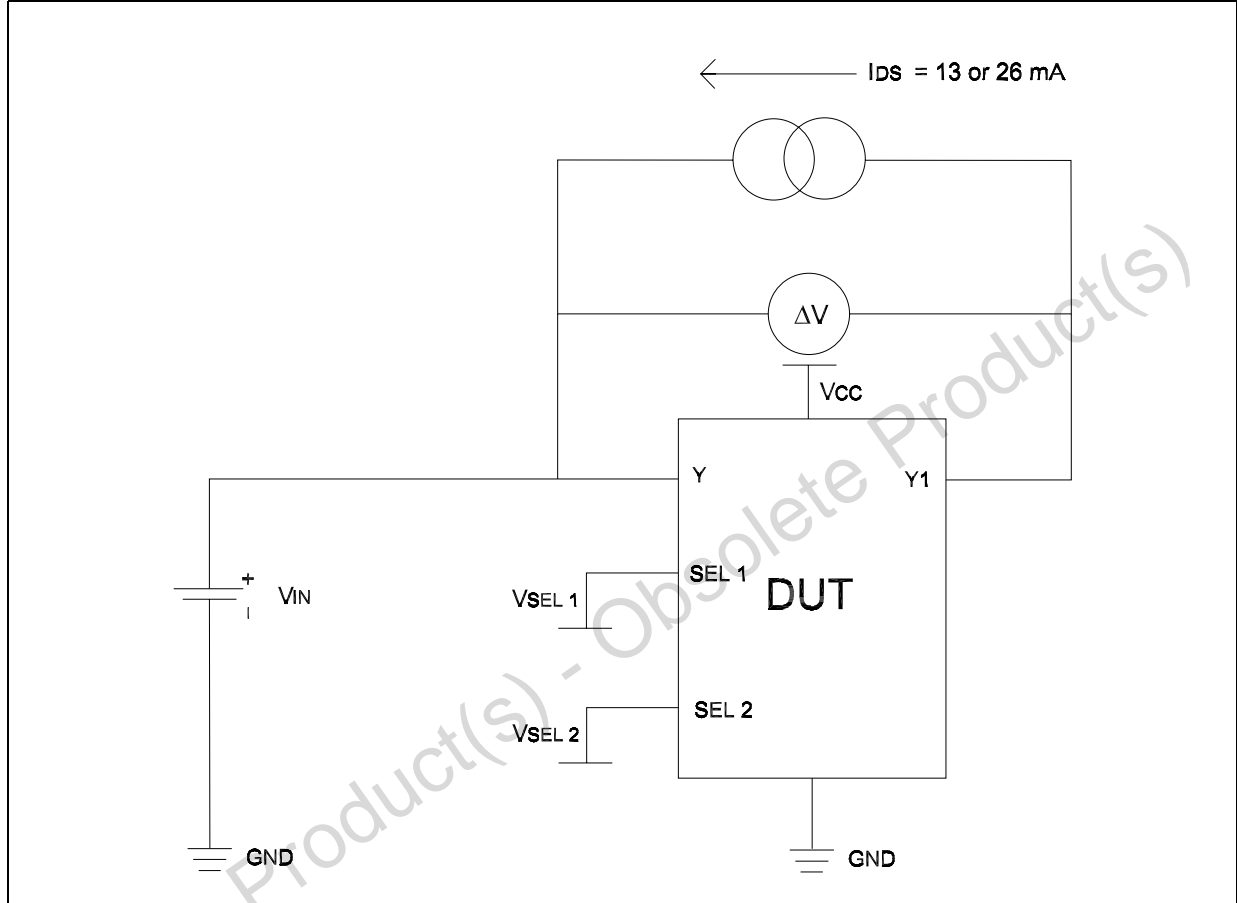 IDS = 13 or 26 mA
ΔV
VCC
Y
Y1
SEL 1
DUT
+
VIN
-
VSEL 1
SEL 2
VSEL 2
GND
GND
Product(s) - Obsolete Product(s)